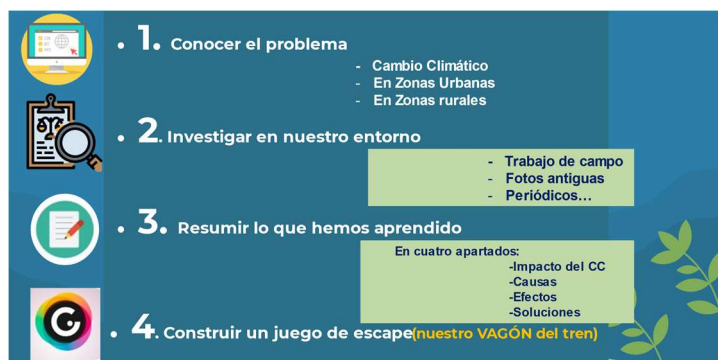 • 1. Conocer el problema
- Cambio Climático
- En Zonas Urbanas
- En Zonas rurales
• 2. Investigar en nuestro entorno
- Trabajo de campo
- Fotos antiguas
- Periódicos...
• 3. Resumir lo que hemos aprendido
En cuatro apartados:
-Impacto del CC
-Causas
-Efectos
-Soluciones
• 4. Construir un juego de escape(nuestro VAGÓN del tren)